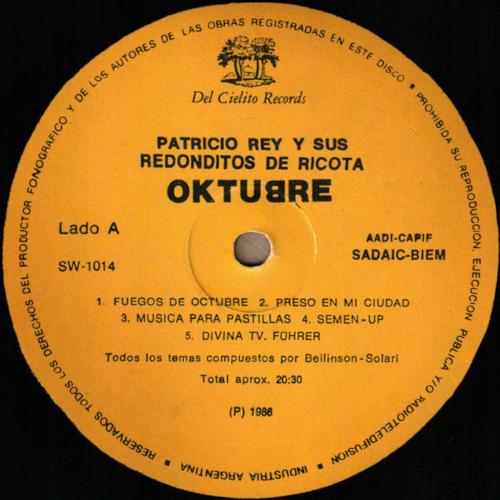 Del Cielito Records
PATRICIO REY Y SUS
REDONDITOS DE RICOTA
OKTUBRE
Lado A
SW-1014
AADI-CAPIF
SADAIC-BIEM
1. FUEGOS DE OCTUBRE 2. PRESO EN MI CIUDAD
3. MUSICA PARA PASTILLAS 4. SEMEN-UP
5. DIVINA TV. FÜHRER
Todos los temas compuestos por Beilinson-Solari
Total aprox. 20:30
(P) 1986
RESERVADOS TODOS LOS DERECHOS DEL PRODUCTOR FONOGRAFICO Y DE LOS AUTORES DE LAS OBRAS REGISTRADAS EN ESTE DISCO • PROHIBIDA SU REPRODUCCION, EJECUCION PUBLICA Y/O RADIOTELEDIFUSION • INDUSTRIA ARGENTINA •